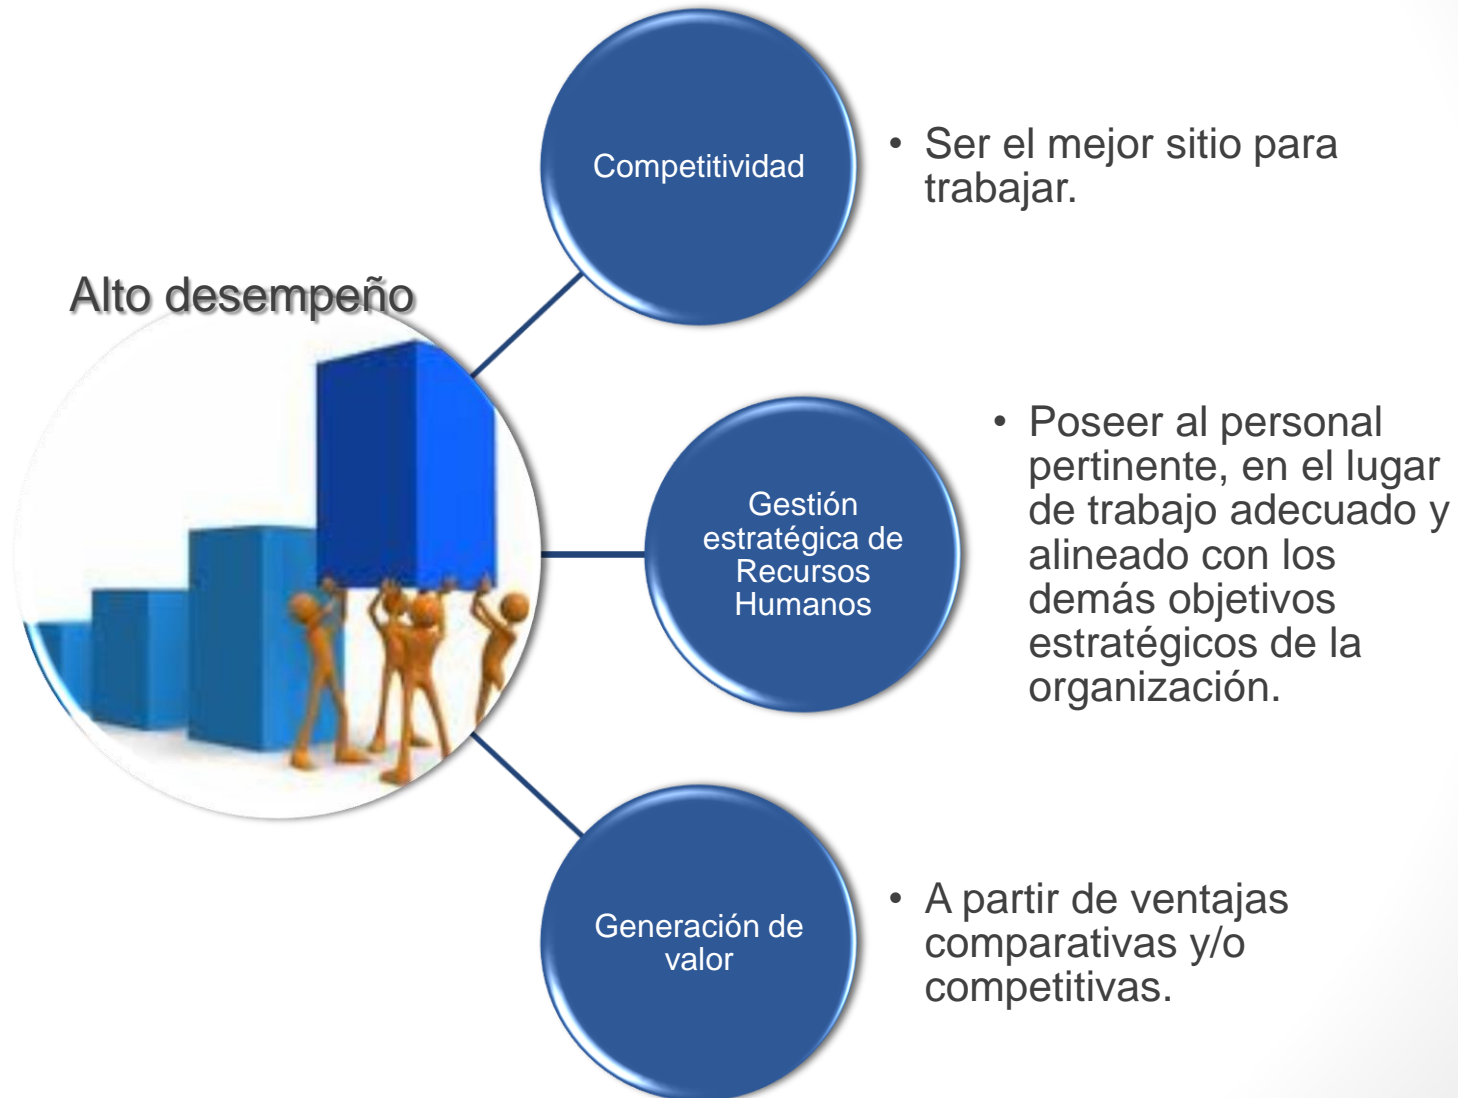 Alto desempeño
Competitividad
• Ser el mejor sitio para
trabajar.
Gestión
estratégica de
Recursos
Humanos
• Poseer al personal
pertinente, en el lugar
de trabajo adecuado y
alineado con los
demás objetivos
estratégicos de la
organización.
Generación de
valor
• A partir de ventajas
comparativas y/o
competitivas.